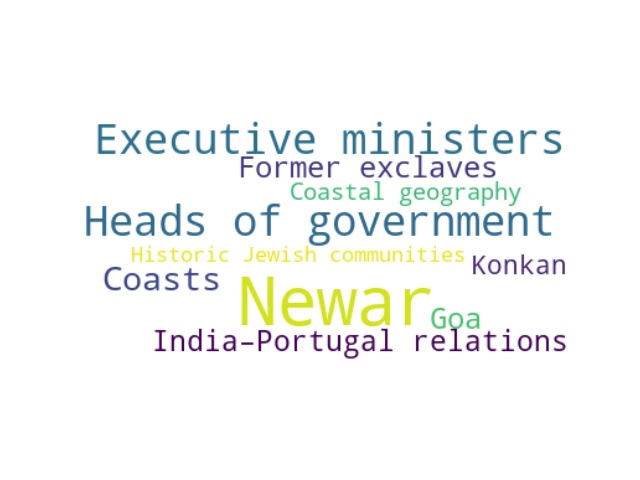 Executive ministers
Former exclaves
Coastal geography
Heads of government
Historic Jewish communities
Konkan
Coasts
Newar
Goa
India–Portugal relations